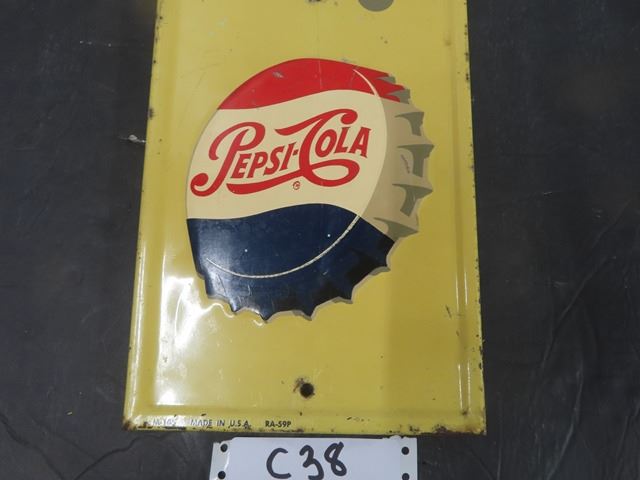 PEPSI-COLA
MADE IN U.S.A. RA-59P
C38